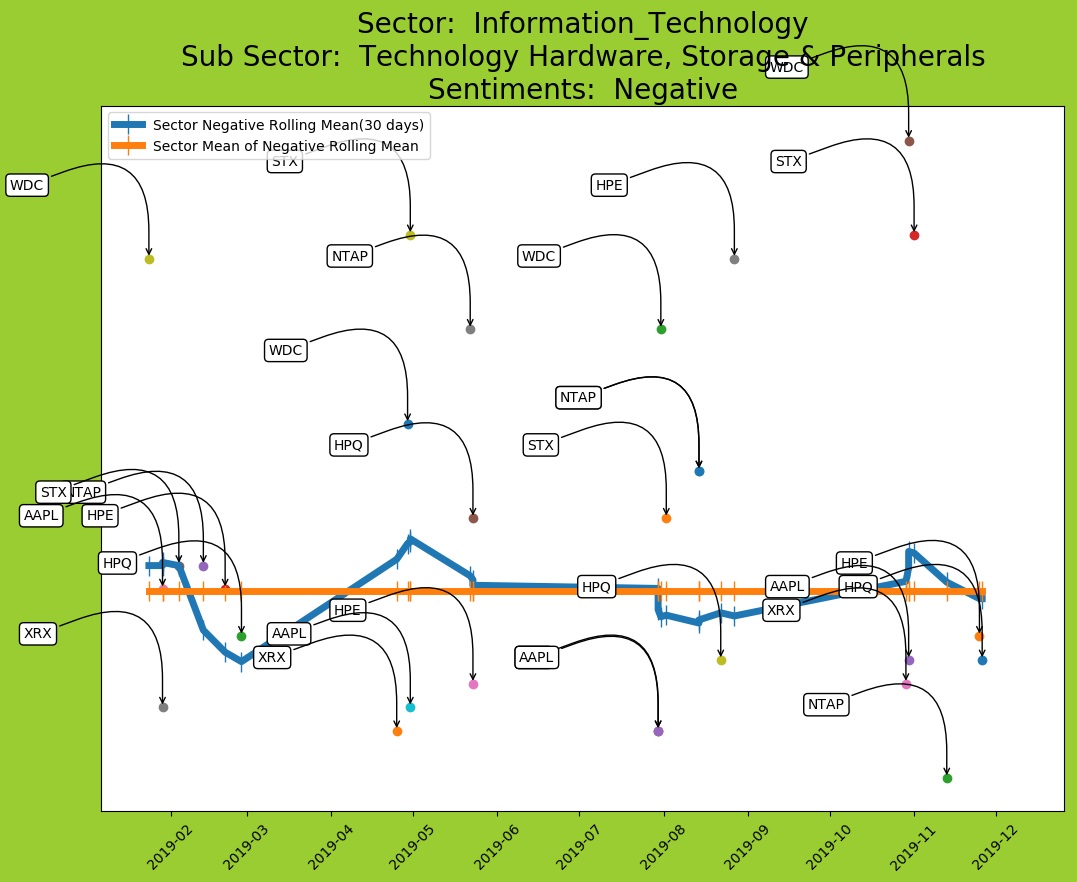 Sector:  Information_Technology
Sub Sector:  Technology Hardware, Storage & Peripherals
Sentiments:  Negative
WDC
Sector Negative Rolling Mean(30 days)
Sector Mean of Negative Rolling Mean
STX
STX
WDC
HPE
NTAP
WDC
WDC
NTAP
HPQ
STX
STX
NTAP
AAPL
HPE
HPQ
HPE
HPQ
AAPL
HPQ
HPE
XRX
XRX
AAPL
XRX
AAPL
NTAP
2019-02
2019-03
2019-04
2019-05
2019-06
2019-07
2019-08
2019-09
2019-10
2019-11
2019-12